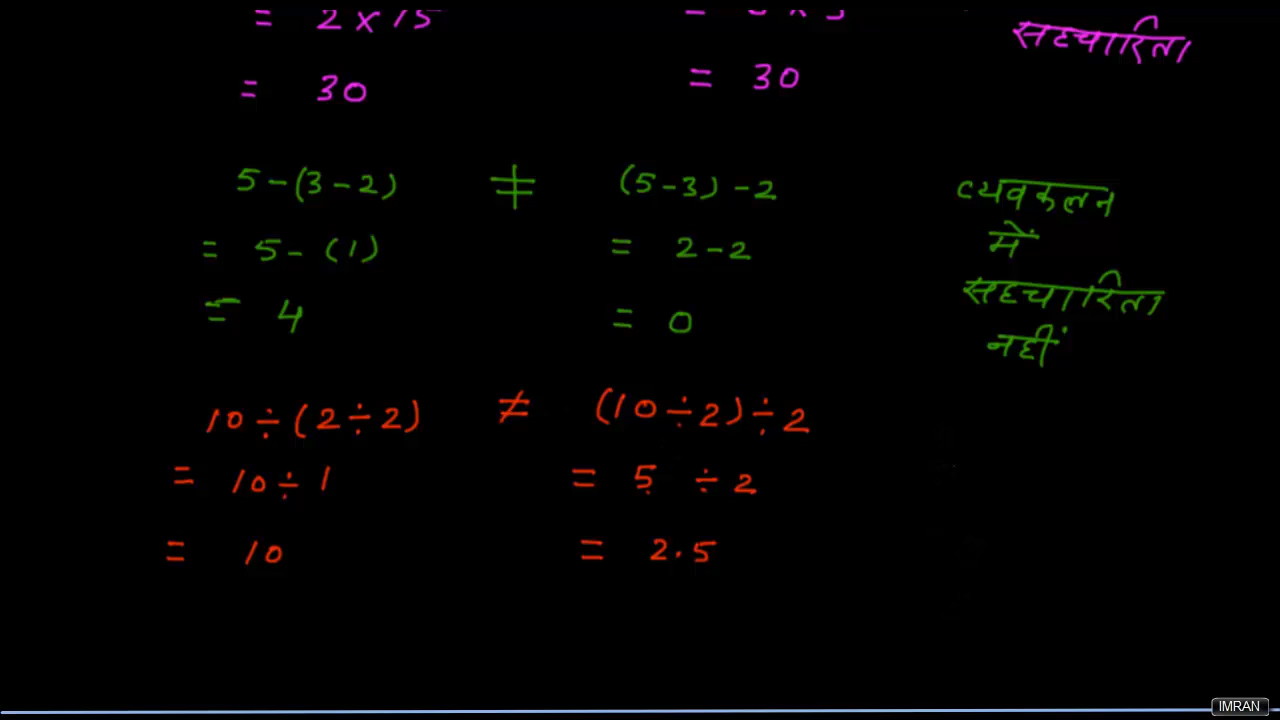 = 2 × 15
सहचारिता
= 30 = 30
5 - (3 - 2) ≠ (5 - 3) - 2 व्यवकलन
= 5 - (1) = 2 - 2 में
= 4 = 0 सहचारिता
नहीं
10 ÷ (2 ÷ 2) ≠ (10 ÷ 2) ÷ 2
= 10 ÷ 1 = 5 ÷ 2
= 10 = 2.5
IMRAN